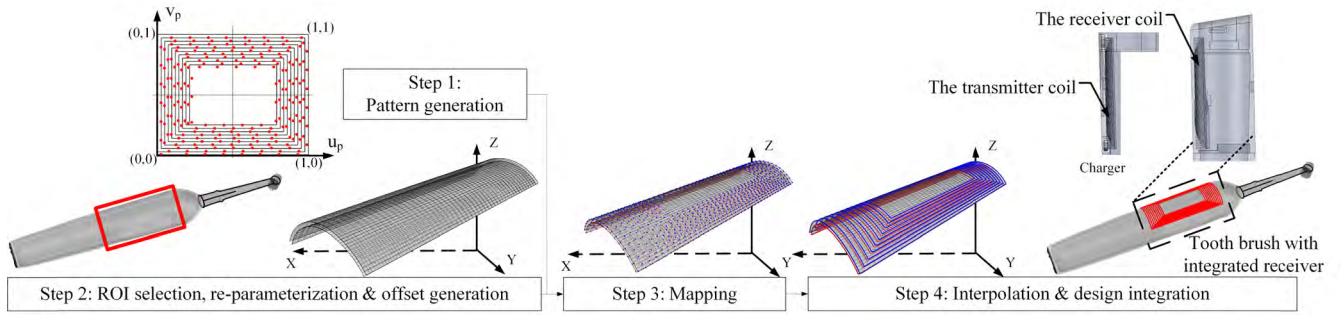 V_p
(0,1)
(1,1)
(0,0)
(1,0)
u_p
Step 1:
Pattern generation
Z
X
Y
Step 2: ROI selection, re-parameterization & offset generation
Z
X
Y
Step 3: Mapping
Z
Y
Y
Step 4: Interpolation & design integration
The receiver coil
The transmitter coil
Charger
Tooth brush with
integrated receiver